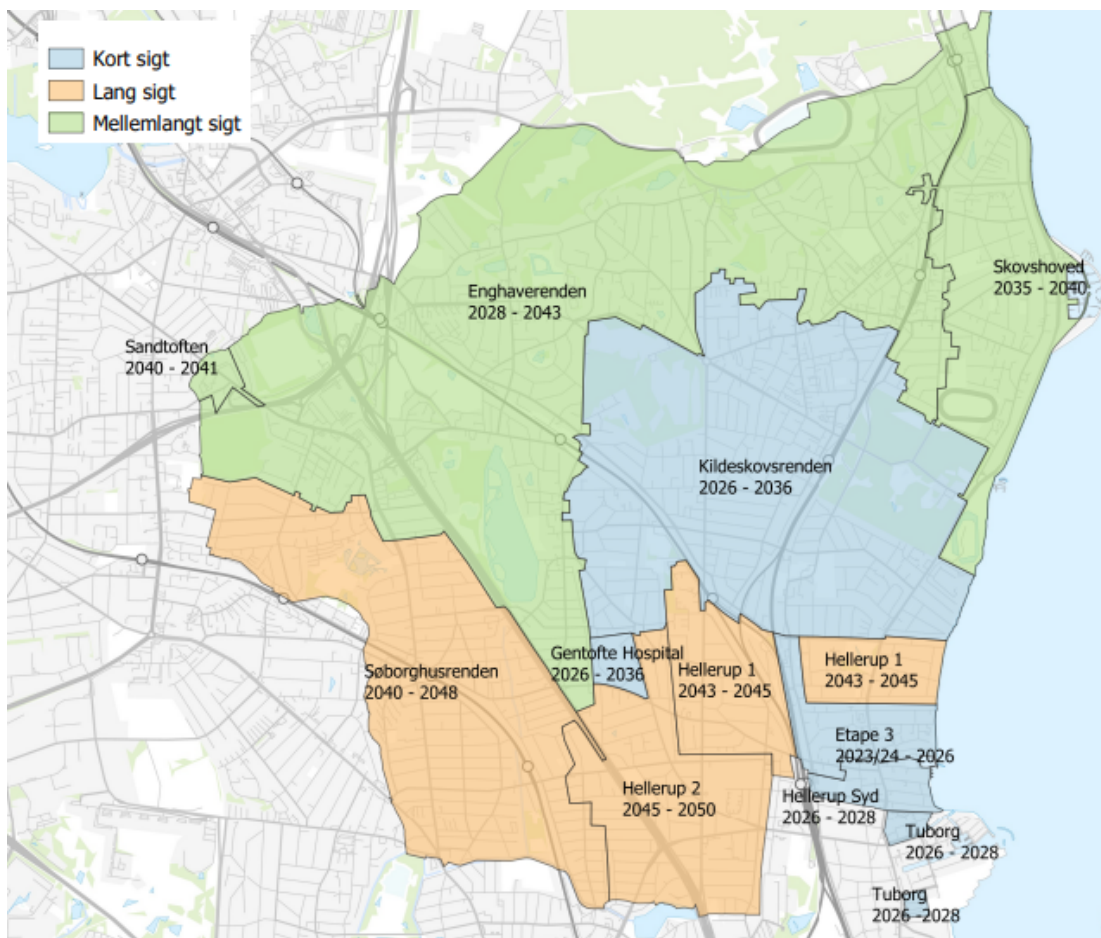 Kort sigt
Lang sigt
Mellemlangt sigt
Skovshoved
2035 - 2040
Enghaverenden
2028 - 2043
Sandtoften
2040 - 2041
Kildeskovsrenden
2026 - 2036
Gentofte Hospital
2026 - 2036
Hellerup 1
2043 - 2045
Hellerup 1
2043 - 2045
Søborghusrenden
2040 - 2048
Etape 3
2023/24 - 2026
Hellerup 2
2045 - 2050
Hellerup Syd
2026 - 2028
Tuborg
2026 - 2028
Tuborg
2026 -2028